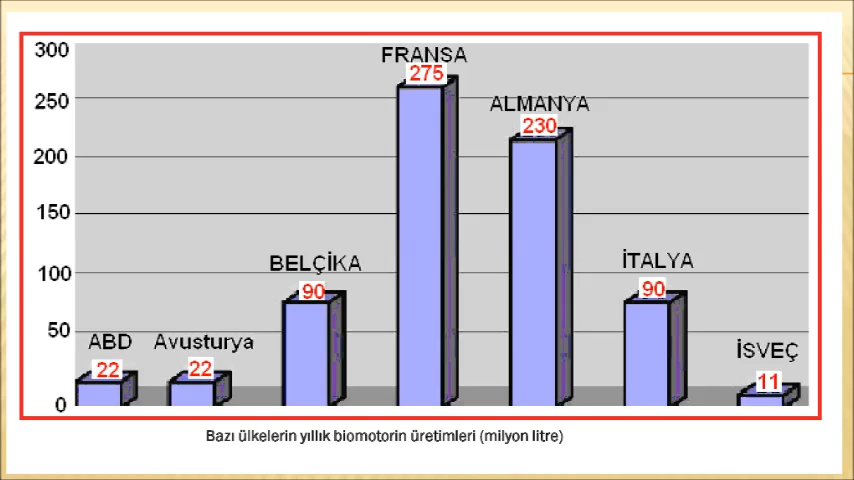 300
FRANSA
275
250
ALMANYA
230
200
150
BELÇİKA
İTALYA
100
90
90
50
ABD
Avusturya
İSVEÇ
22
22
11
0
Bazı ülkelerin yıllık biomotorin üretimleri (milyon litre)